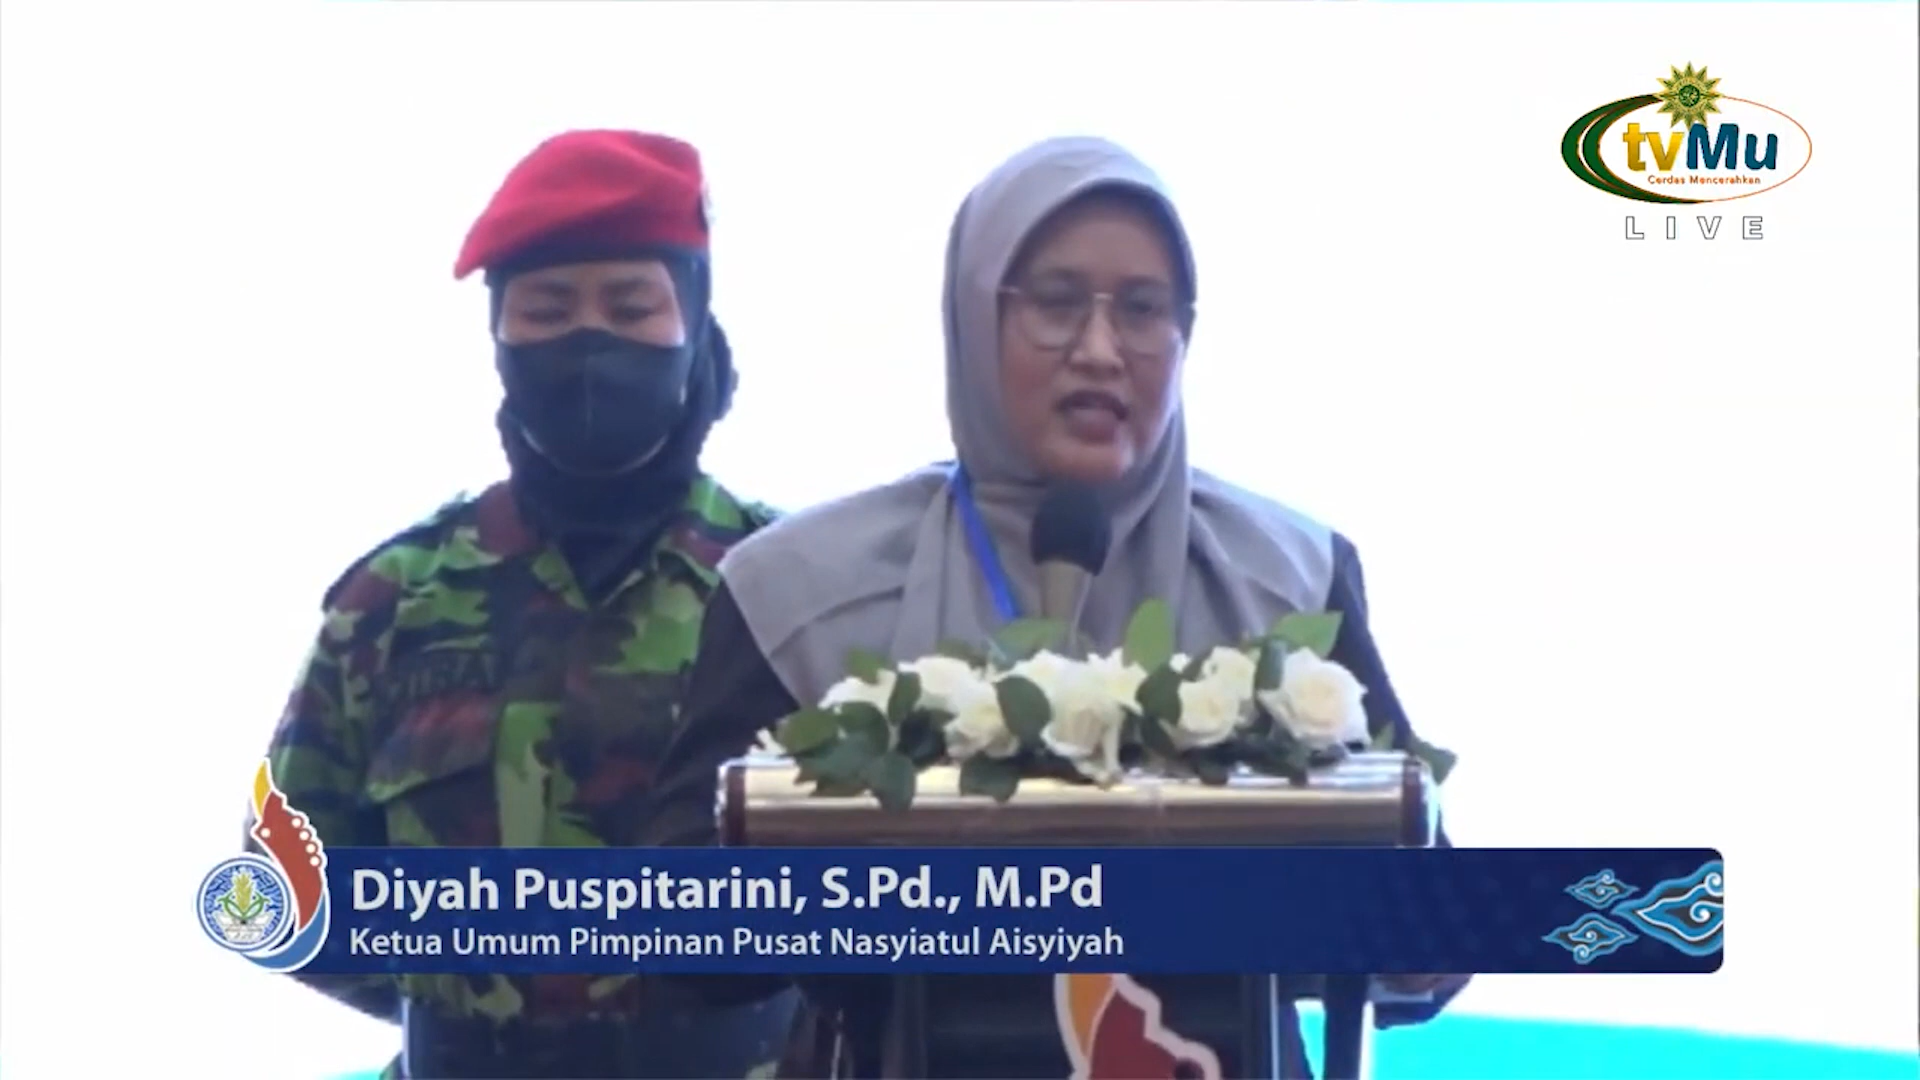 tvMu
Cerdas Mencerahkan
LIVE
Diyah Puspitarini, S.Pd., M.Pd
Ketua Umum Pimpinan Pusat Nasyiatul Aisyiyah